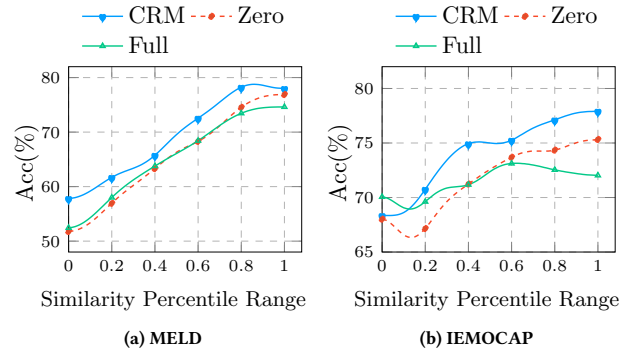 CRM Zero
Full
80
70
60
50
Acc(%)
0 0.2 0.4 0.6 0.8 1
Similarity Percentile Range
(a) MELD
CRM Zero
Full
80
75
70
65
Acc(%)
0 0.2 0.4 0.6 0.8 1
Similarity Percentile Range
(b) IEMOCAP